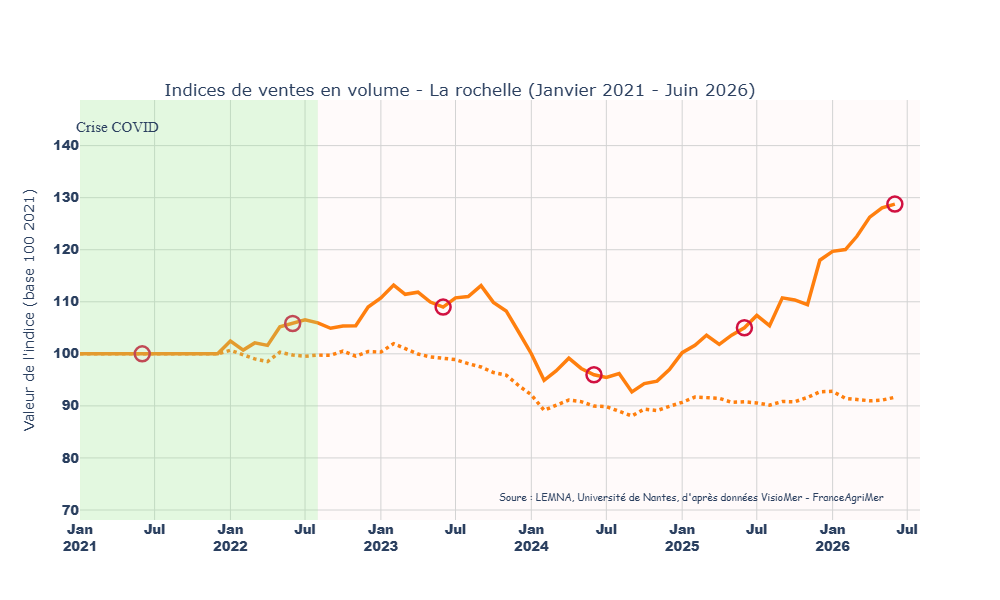 Indices de ventes en volume - La rochelle (Janvier 2021 - Juin 2026)
Crise COVID
Valeur de l'indice (base 100 2021)
140
130
120
110
100
90
80
70
Soure : LEMNA, Université de Nantes, d'après données VisioMer - FranceAgriMer
Jan Jul Jan Jul Jan Jul Jan Jul Jan Jul Jan Jul
2021 2022 2023 2024 2025 2026